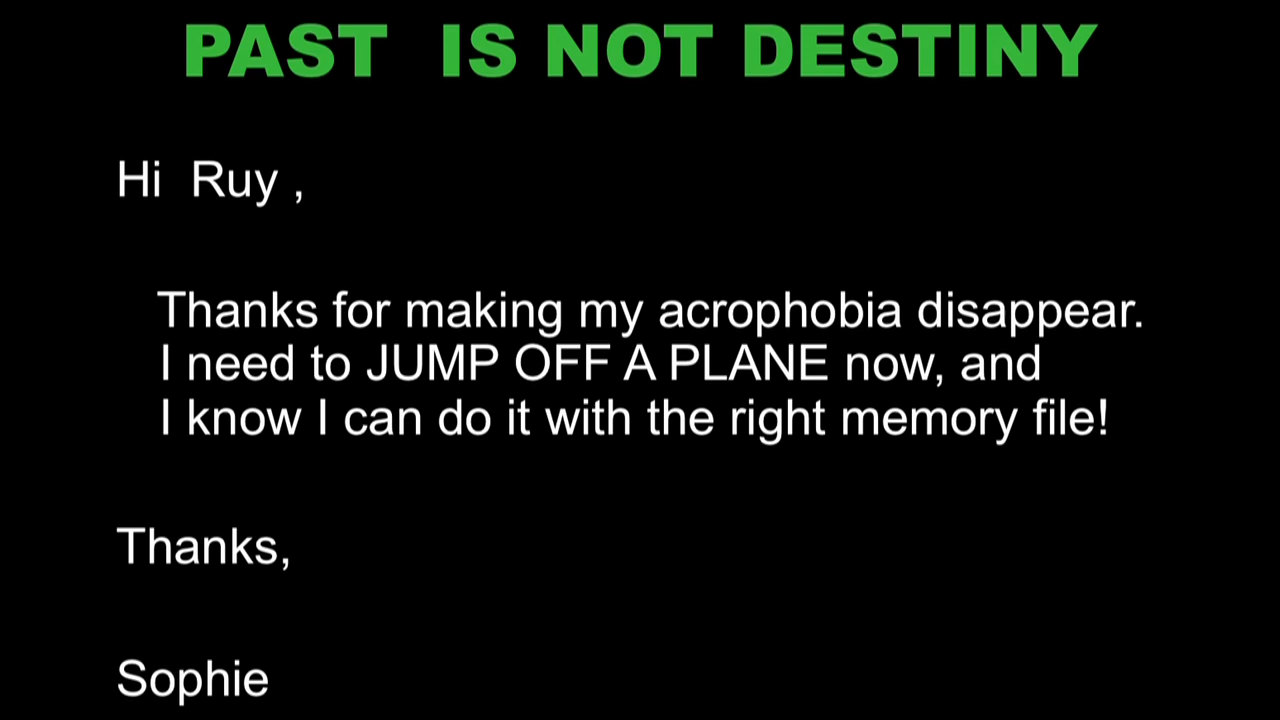 PAST IS NOT DESTINY
Hi Ruy ,
Thanks for making my acrophobia disappear.
I need to JUMP OFF A PLANE now, and
I know I can do it with the right memory file!
Thanks,
Sophie